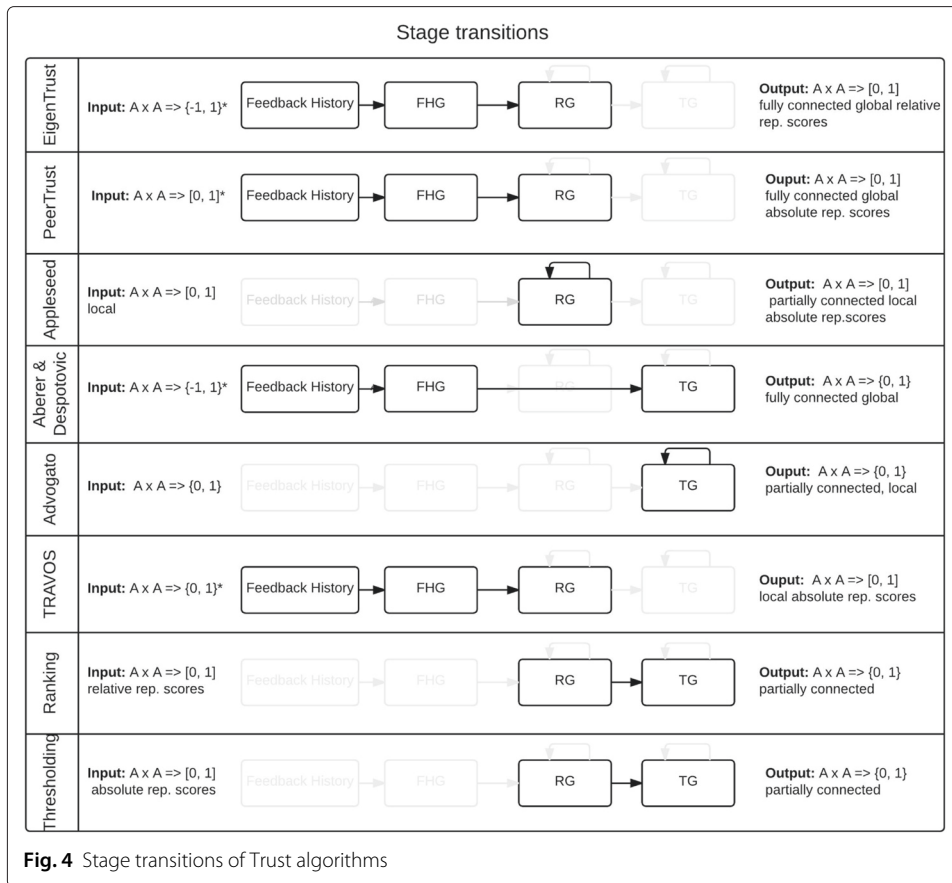 Stage transitions
EigenTrust
Input: A x A => {-1, 1}*
Feedback History
FHG
RG
TG
Output: A x A => [0, 1]
fully connected global relative
rep. scores
PeerTrust
Input: A x A => [0, 1]*
Feedback History
FHG
RG
TG
Ouput: A x A => [0, 1]
fully connected global
absolute rep. scores
Appleseed
Input: A x A => [0, 1]
local
Feedback History
FHG
RG
TG
Output: A x A => [0, 1]
partially connected local
absolute rep.scores
Aberer &
Despotovic
Input: A x A => {-1, 1}*
Feedback History
FHG
RG
TG
Output: A x A => {0, 1}
fully connected global
Advogato
Input: A x A => {0, 1}
Feedback History
FHG
RG
TG
Ouput: A x A => {0, 1}
partially connected, local
TRAVOS
Input: A x A => {0, 1}*
Feedback History
FHG
RG
TG
Ouput: A x A => [0, 1]
local absolute rep. scores
Ranking
Input: A x A => [0, 1]
relative rep. scores
Feedback History
FHG
RG
TG
Output: A x A => {0, 1}
partially connected
Thresholding
Input: A x A => [0, 1]
absolute rep. scores
Feedback History
FHG
RG
TG
Output: A x A => {0, 1}
partially connected
Fig. 4 Stage transitions of Trust algorithms